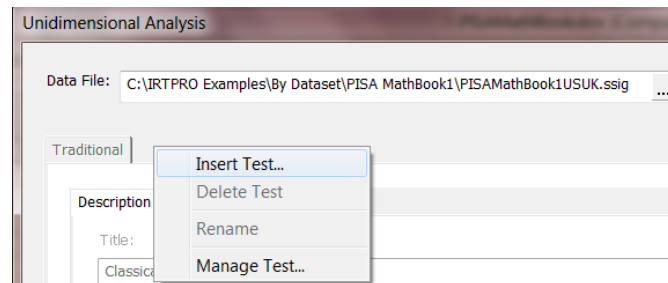 Unidimensional Analysis
Data File: C:\IRTPRO Examples\By Dataset\PISA MathBook1\PISAMathBook1USUK.ssig ...
Traditional
Insert Test...
Delete Test
Description
Rename
Title:
Manage Test...
Classica